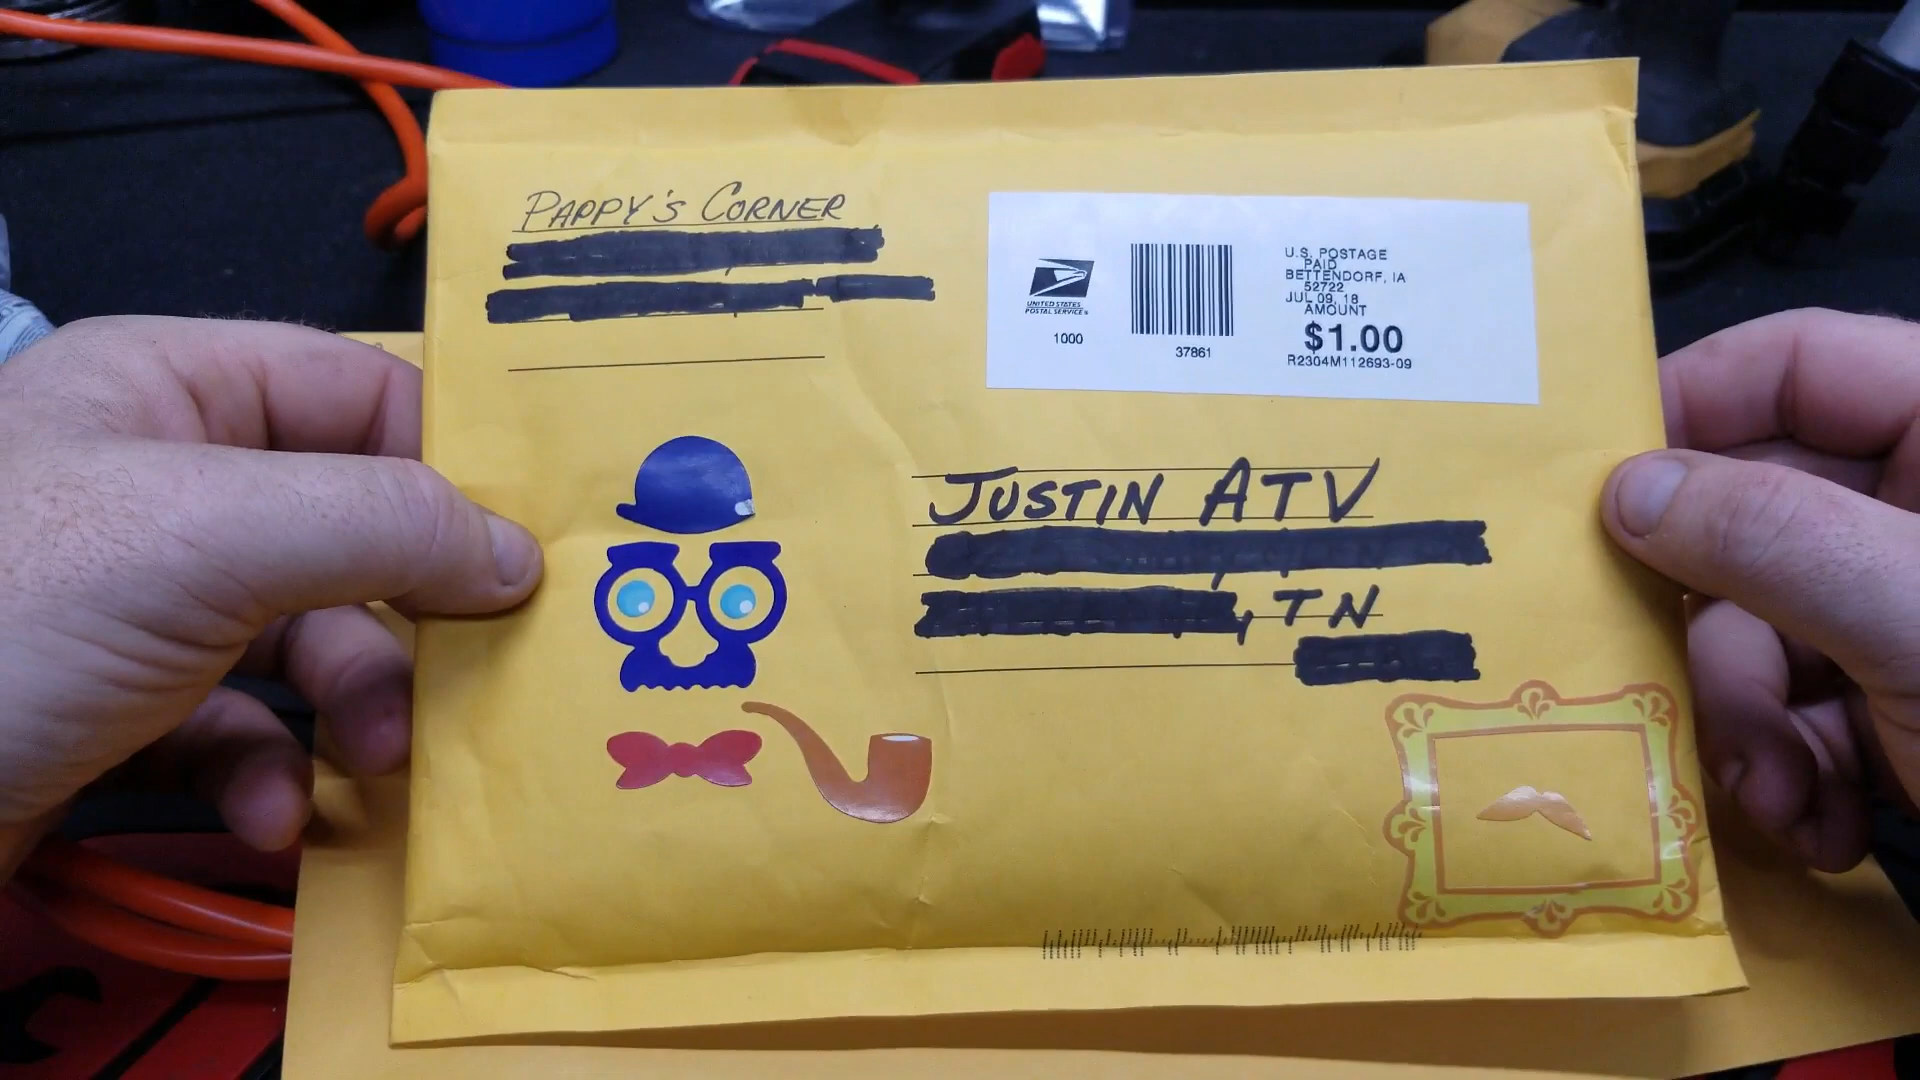 PAPPY'S CORNER
UNITED STATES
POSTAL SERVICE®
1000
37861
U.S. POSTAGE
PAID
BETTENDORF, IA
52722
JUL 09, 18
AMOUNT
$1.00
R2304M112693-09
JUSTIN ATV
, TN